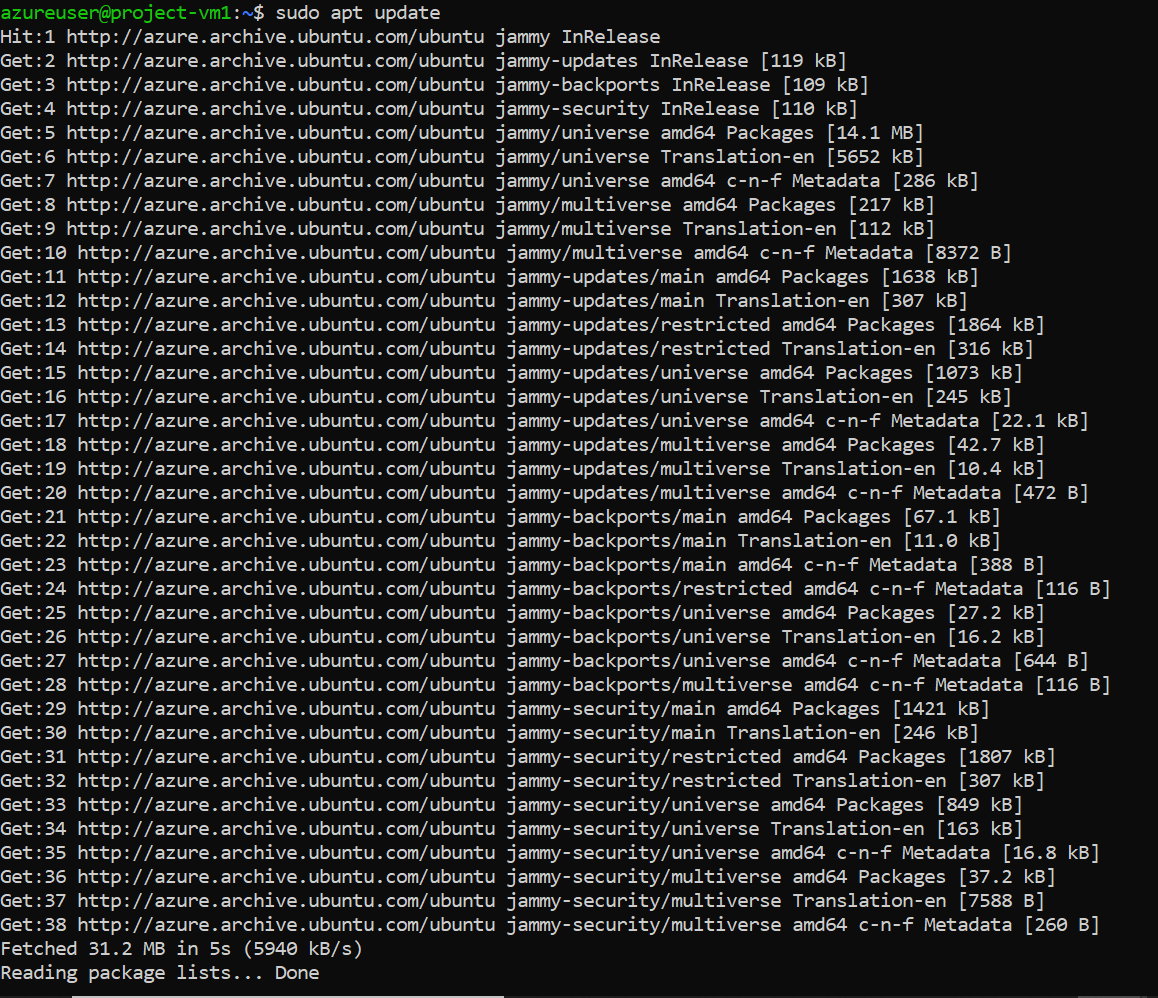 azureuser@project-vm1:~$ sudo apt update
Hit:1 http://azure.archive.ubuntu.com/ubuntu jammy InRelease
Get:2 http://azure.archive.ubuntu.com/ubuntu jammy-updates InRelease [119 kB]
Get:3 http://azure.archive.ubuntu.com/ubuntu jammy-backports InRelease [109 kB]
Get:4 http://azure.archive.ubuntu.com/ubuntu jammy-security InRelease [110 kB]
Get:5 http://azure.archive.ubuntu.com/ubuntu jammy/universe amd64 Packages [14.1 MB]
Get:6 http://azure.archive.ubuntu.com/ubuntu jammy/universe Translation-en [5652 kB]
Get:7 http://azure.archive.ubuntu.com/ubuntu jammy/universe amd64 c-n-f Metadata [286 kB]
Get:8 http://azure.archive.ubuntu.com/ubuntu jammy/multiverse amd64 Packages [217 kB]
Get:9 http://azure.archive.ubuntu.com/ubuntu jammy/multiverse Translation-en [112 kB]
Get:10 http://azure.archive.ubuntu.com/ubuntu jammy/multiverse amd64 c-n-f Metadata [8372 B]
Get:11 http://azure.archive.ubuntu.com/ubuntu jammy-updates/main amd64 Packages [1638 kB]
Get:12 http://azure.archive.ubuntu.com/ubuntu jammy-updates/main Translation-en [307 kB]
Get:13 http://azure.archive.ubuntu.com/ubuntu jammy-updates/restricted amd64 Packages [1864 kB]
Get:14 http://azure.archive.ubuntu.com/ubuntu jammy-updates/restricted Translation-en [316 kB]
Get:15 http://azure.archive.ubuntu.com/ubuntu jammy-updates/universe amd64 Packages [1073 kB]
Get:16 http://azure.archive.ubuntu.com/ubuntu jammy-updates/universe Translation-en [245 kB]
Get:17 http://azure.archive.ubuntu.com/ubuntu jammy-updates/universe amd64 c-n-f Metadata [22.1 kB]
Get:18 http://azure.archive.ubuntu.com/ubuntu jammy-updates/multiverse amd64 Packages [42.7 kB]
Get:19 http://azure.archive.ubuntu.com/ubuntu jammy-updates/multiverse Translation-en [10.4 kB]
Get:20 http://azure.archive.ubuntu.com/ubuntu jammy-updates/multiverse amd64 c-n-f Metadata [472 B]
Get:21 http://azure.archive.ubuntu.com/ubuntu jammy-backports/main amd64 Packages [67.1 kB]
Get:22 http://azure.archive.ubuntu.com/ubuntu jammy-backports/main Translation-en [11.0 kB]
Get:23 http://azure.archive.ubuntu.com/ubuntu jammy-backports/main amd64 c-n-f Metadata [388 B]
Get:24 http://azure.archive.ubuntu.com/ubuntu jammy-backports/restricted amd64 c-n-f Metadata [116 B]
Get:25 http://azure.archive.ubuntu.com/ubuntu jammy-backports/universe amd64 Packages [27.2 kB]
Get:26 http://azure.archive.ubuntu.com/ubuntu jammy-backports/universe Translation-en [16.2 kB]
Get:27 http://azure.archive.ubuntu.com/ubuntu jammy-backports/universe amd64 c-n-f Metadata [644 B]
Get:28 http://azure.archive.ubuntu.com/ubuntu jammy-backports/multiverse amd64 c-n-f Metadata [116 B]
Get:29 http://azure.archive.ubuntu.com/ubuntu jammy-security/main amd64 Packages [1421 kB]
Get:30 http://azure.archive.ubuntu.com/ubuntu jammy-security/main Translation-en [246 kB]
Get:31 http://azure.archive.ubuntu.com/ubuntu jammy-security/restricted amd64 Packages [1807 kB]
Get:32 http://azure.archive.ubuntu.com/ubuntu jammy-security/restricted Translation-en [307 kB]
Get:33 http://azure.archive.ubuntu.com/ubuntu jammy-security/universe amd64 Packages [849 kB]
Get:34 http://azure.archive.ubuntu.com/ubuntu jammy-security/universe Translation-en [163 kB]
Get:35 http://azure.archive.ubuntu.com/ubuntu jammy-security/universe amd64 c-n-f Metadata [16.8 kB]
Get:36 http://azure.archive.ubuntu.com/ubuntu jammy-security/multiverse amd64 Packages [37.2 kB]
Get:37 http://azure.archive.ubuntu.com/ubuntu jammy-security/multiverse Translation-en [7588 B]
Get:38 http://azure.archive.ubuntu.com/ubuntu jammy-security/multiverse amd64 c-n-f Metadata [260 B]
Fetched 31.2 MB in 5s (5940 kB/s)
Reading package lists... Done